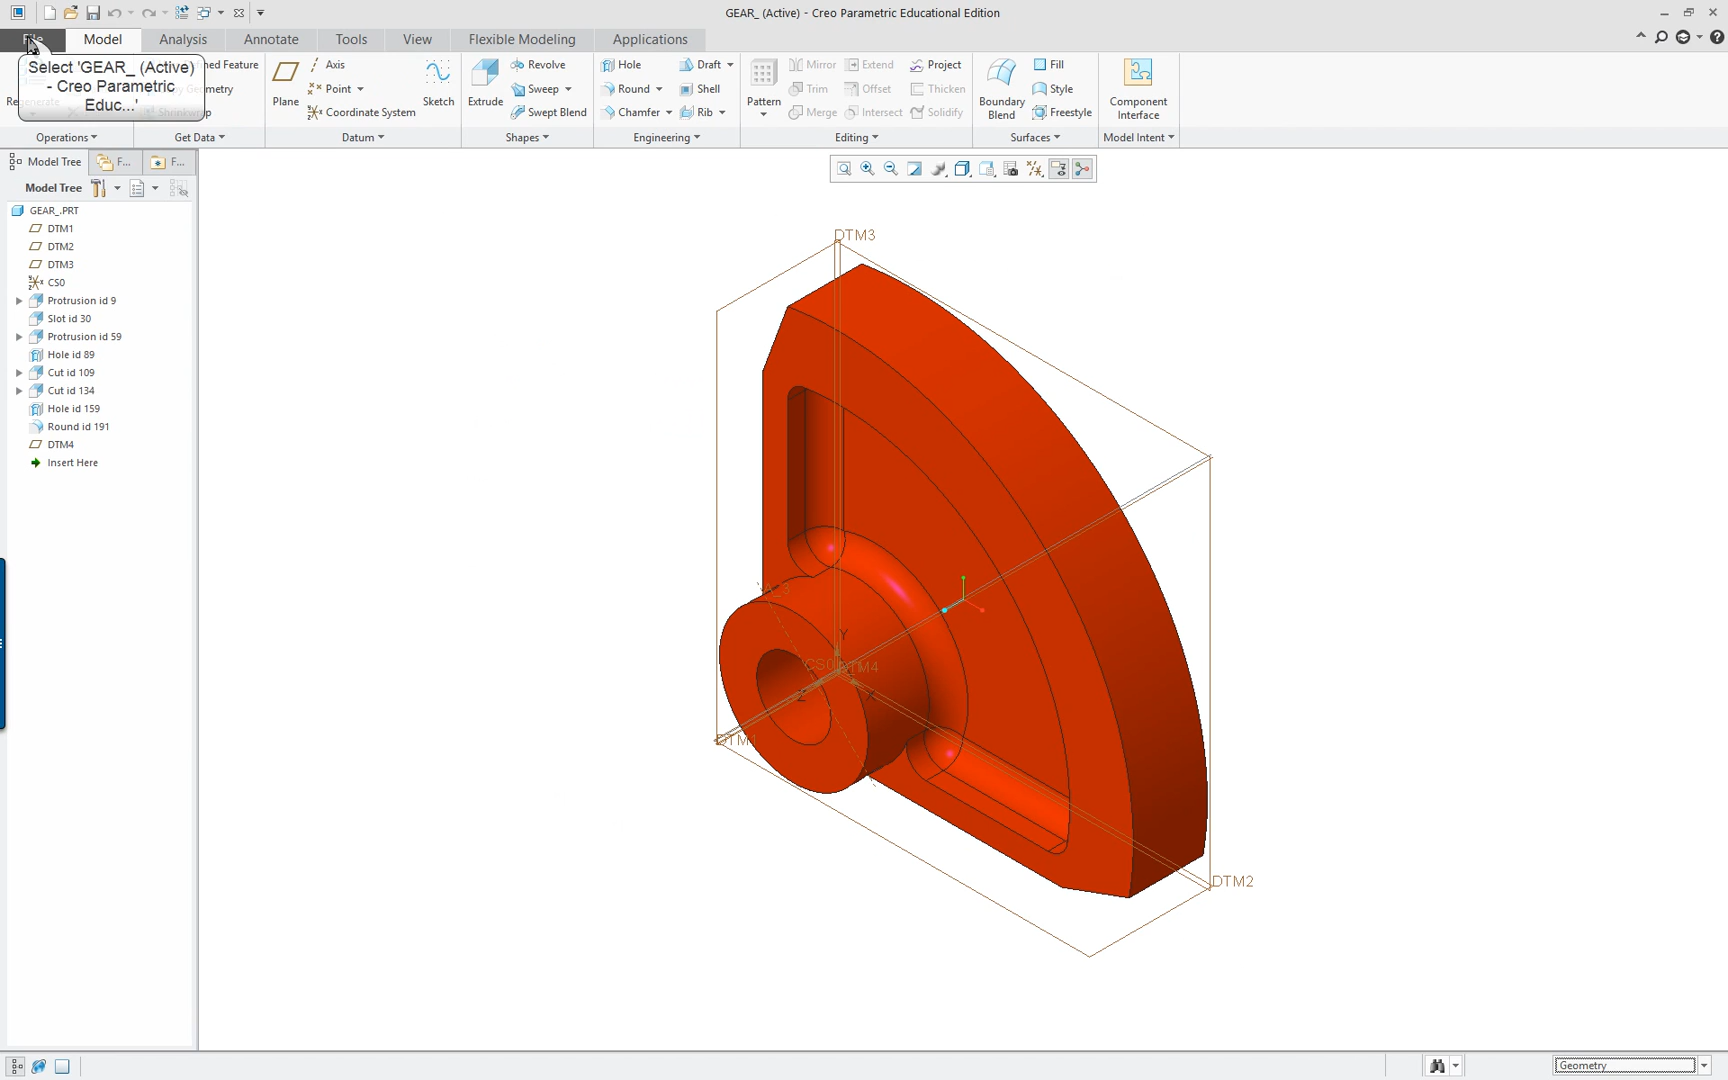 GEAR_ (Active) - Creo Parametric Educational Edition
File Model Analysis Annotate Tools View Flexible Modeling Applications
Select 'GEAR_ (Active)
- Creo Parametric
Educ...'
Feature
Axis
Revolve
Hole
Draft
Mirror
Extend
Project
Fill
Point
Sweep
Round
Shell
Trim
Offset
Thicken
Style
Plane
Sketch
Extrude
Pattern
Boundary
Blend
Component
Interface
Shrinkwrap
Coordinate System
Swept Blend
Chamfer
Rib
Merge
Intersect
Solidify
Freestyle
Operations Get Data Datum Shapes Engineering Editing Surfaces Model Intent
Model Tree F... F...
Model Tree
GEAR_.PRT
DTM1
DTM2
DTM3
CS0
Protrusion id 9
Slot id 30
Protrusion id 59
Hole id 89
Cut id 109
Cut id 134
Hole id 159
Round id 191
DTM4
Insert Here
DTM3
Y
CS0
DTM4
Z
X
DTM1
DTM2
Geometry